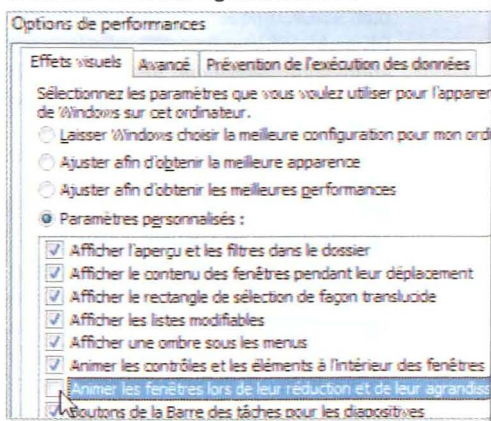 Options de performances
Effets visuels Avancé Prévention de l'exécution des données
Sélectionnez les paramètres que vous voulez utiliser pour l'apparen
de Windows sur cet ordinateur.
Laisser Windows choisir la meilleure configuration pour mon ordi
Ajuster afin d'obtenir la meilleure apparence
Ajuster afin d'obtenir les meilleures performances
Paramètres personnalisés :
Afficher l'aperçu et les filtres dans le dossier
Afficher le contenu des fenêtres pendant leur déplacement
Afficher le rectangle de sélection de façon translucide
Afficher les listes modifiables
Afficher une ombre sous les menus
Animer les contrôles et les éléments à l'intérieur des fenêtres
Animer les fenêtres lors de leur réduction et de leur agrandiss
Boutons de la Barre des tâches pour les diapositives